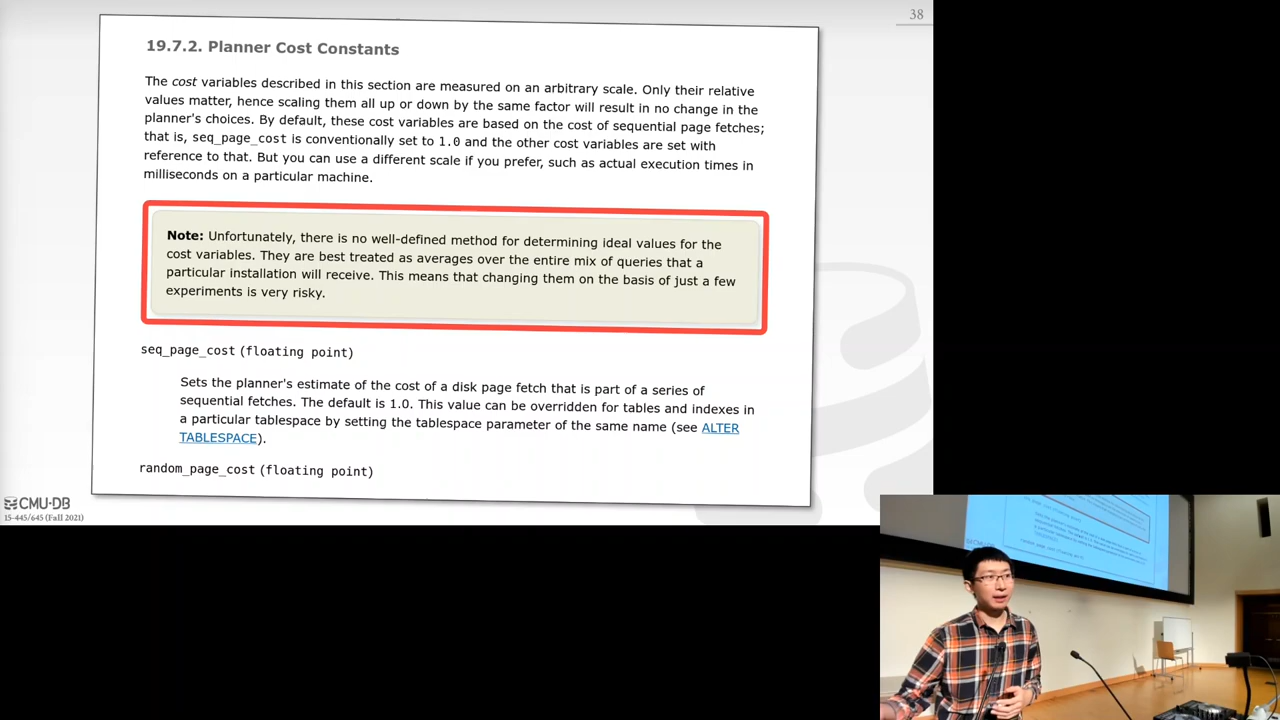 38
19.7.2. Planner Cost Constants
The cost variables described in this section are measured on an arbitrary scale. Only their relative
values matter, hence scaling them all up or down by the same factor will result in no change in the
planner's choices. By default, these cost variables are based on the cost of sequential page fetches;
that is, seq_page_cost is conventionally set to 1.0 and the other cost variables are set with
reference to that. But you can use a different scale if you prefer, such as actual execution times in
milliseconds on a particular machine.
Note: Unfortunately, there is no well-defined method for determining ideal values for the
cost variables. They are best treated as averages over the entire mix of queries that a
particular installation will receive. This means that changing them on the basis of just a few
experiments is very risky.
seq_page_cost (floating point)
Sets the planner's estimate of the cost of a disk page fetch that is part of a series of
sequential fetches. The default is 1.0. This value can be overridden for tables and indexes in
a particular tablespace by setting the tablespace parameter of the same name (see ALTER
TABLESPACE).
random_page_cost (floating point)
CMU·DB
15-445/645 (Fall 2021)